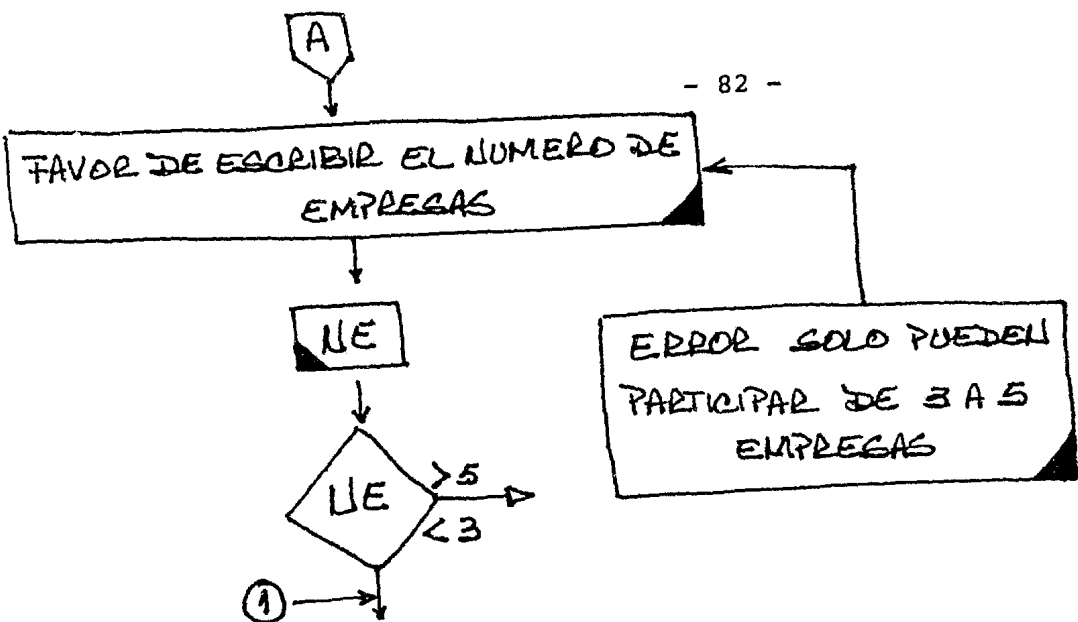 A
- 82 -
FAVOR DE ESCRIBIR EL NUMERO DE
EMPRESAS
NE
ERROR SOLO PUEDEN
PARTICIPAR DE 3 A 5
EMPRESAS
NE
>5
<3
1